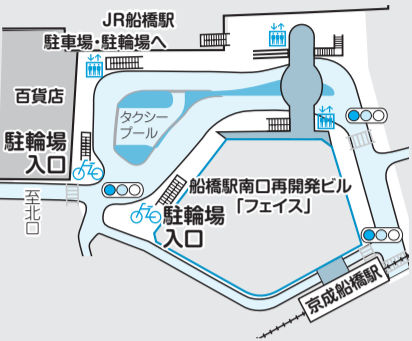 JR船橋駅
駐車場・駐輪場へ
百貨店
タクシー
プール
駐輪場
入口
至北口
船橋駅南口再開発ビル
「フェイス」
駐輪場
入口
京成船橋駅